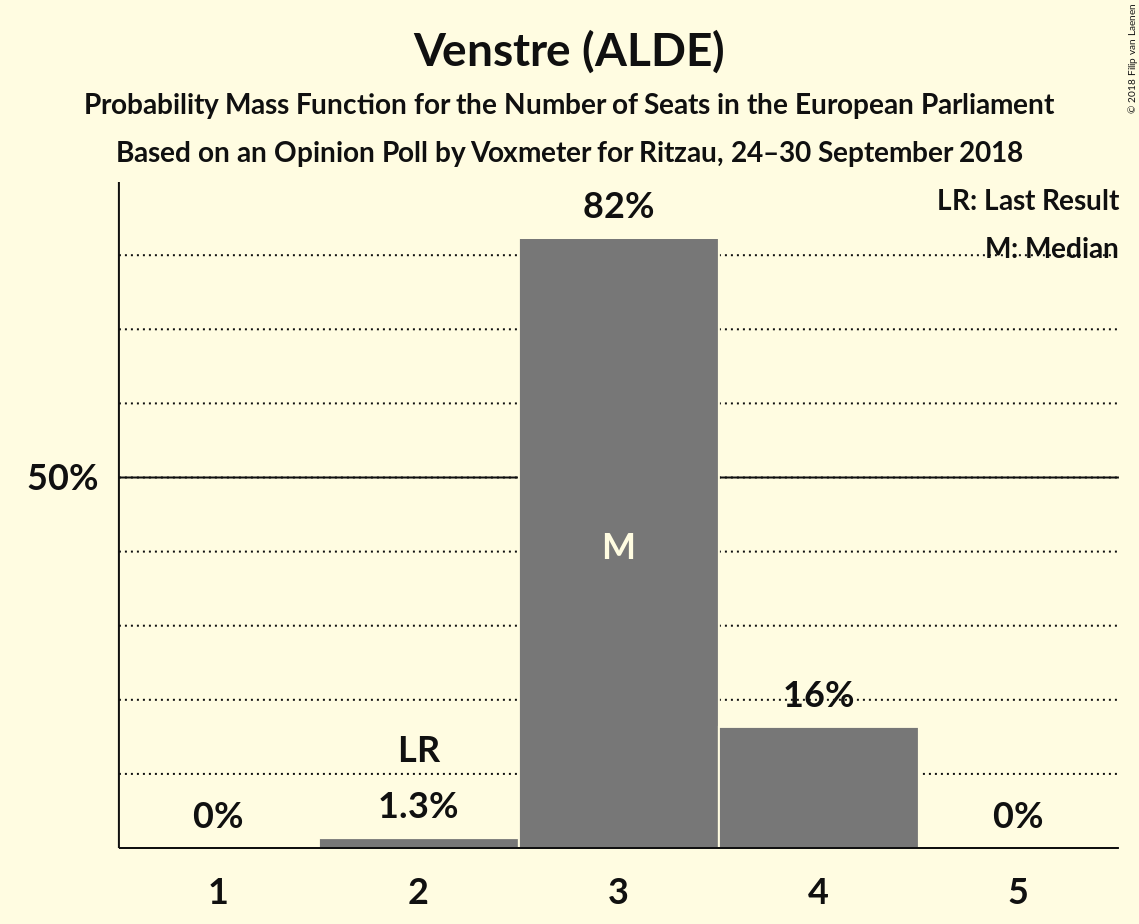 Venstre (ALDE)
Probability Mass Function for the Number of Seats in the European Parliament
Based on an Opinion Poll by Voxmeter for Ritzau, 24–30 September 2018
© 2018 Filip van Laenen
LR: Last Result
M: Median
82%
50%
M
16%
LR
0%
1.3%
0%
1
2
3
4
5